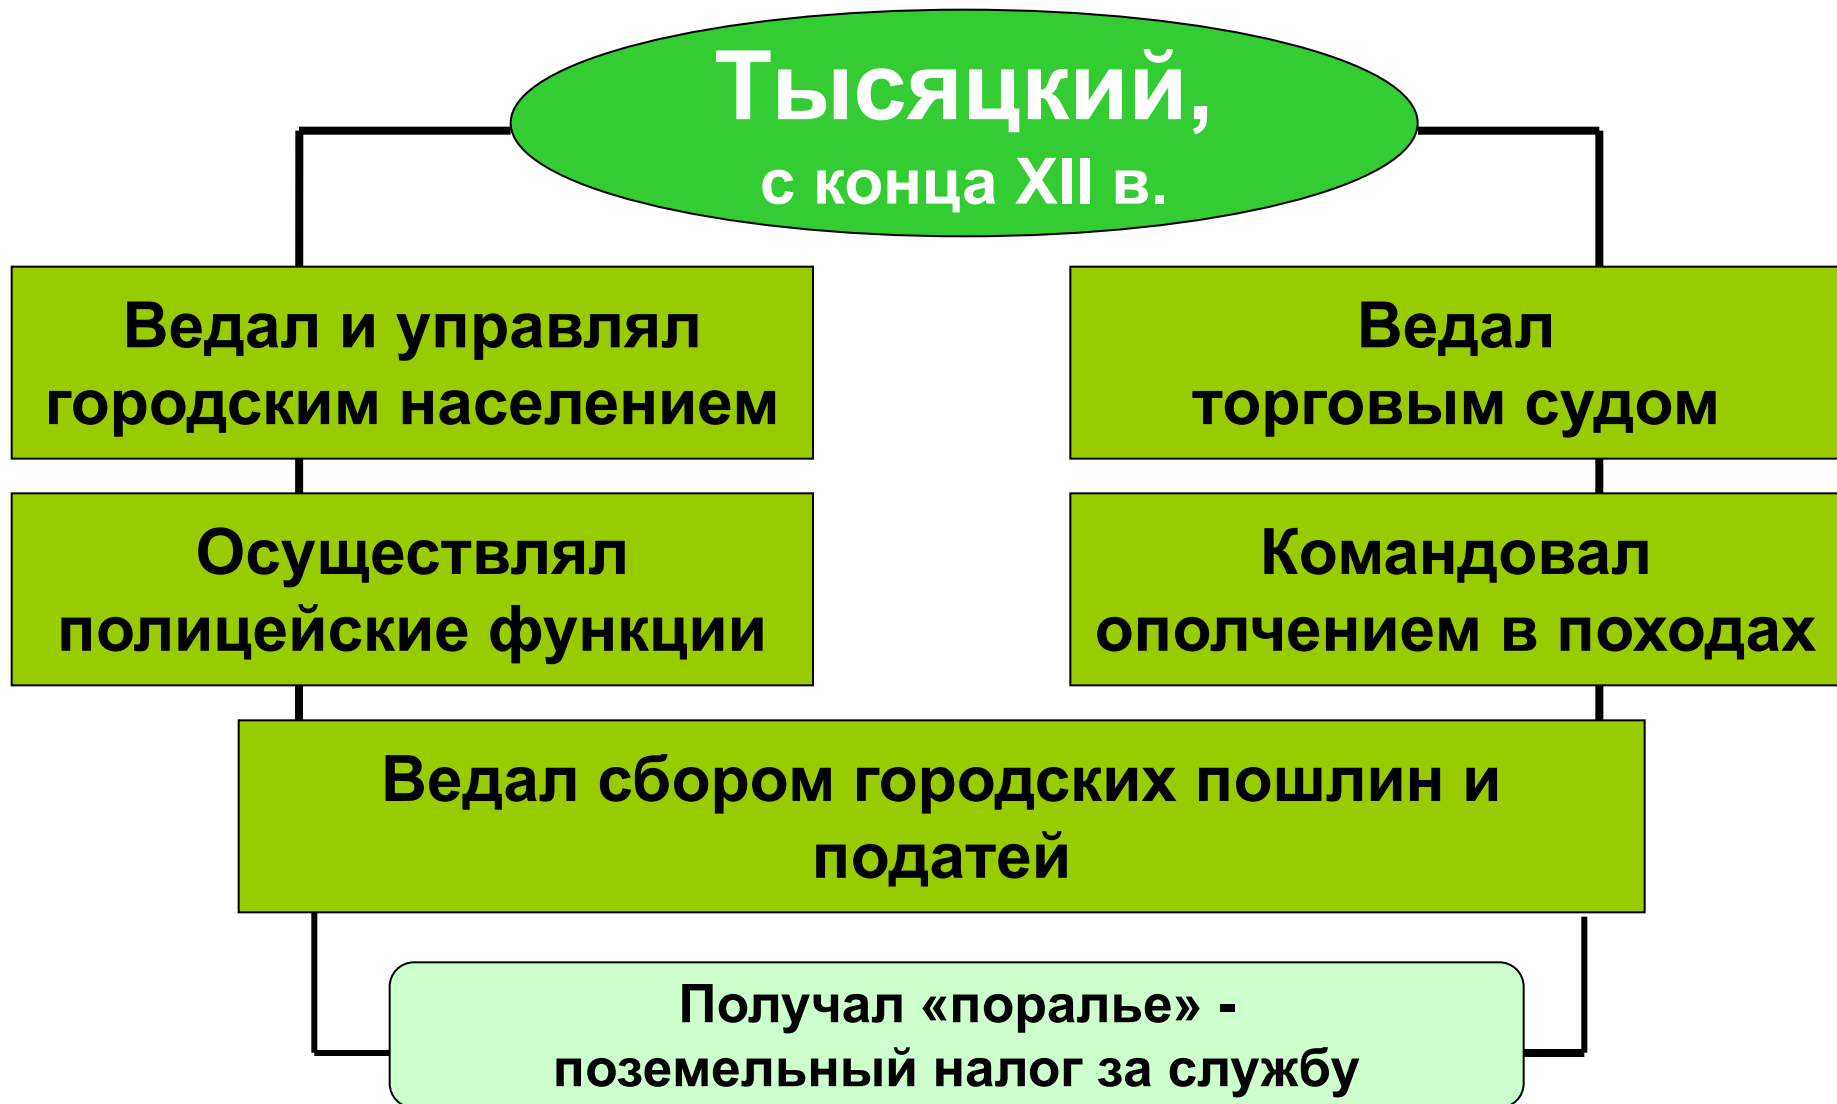 Тысяцкий,
с конца XII в.
Ведал и управлял
городским населением
Ведал
торговым судом
Осуществлял
полицейские функции
Командовал
ополчением в походах
Ведал сбором городских пошлин и
податей
Получал «поралье» -
поземельный налог за службу